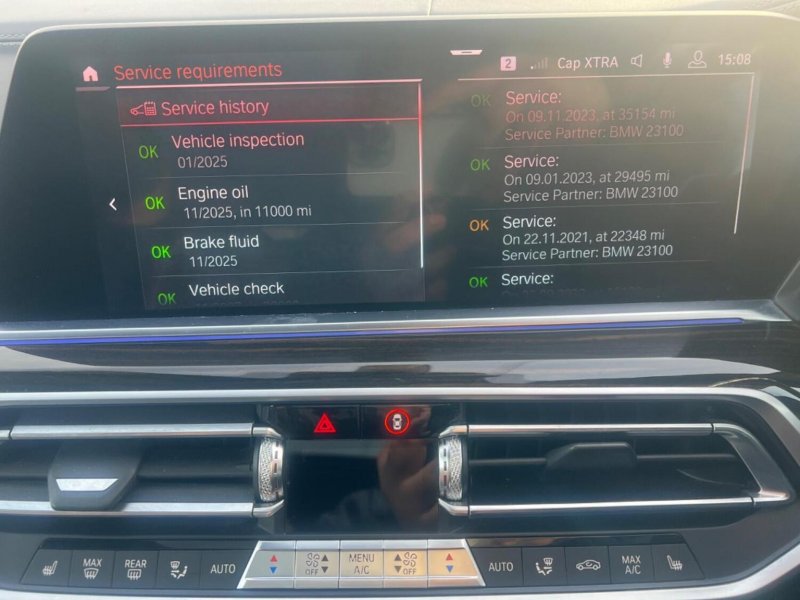 2 Cap XTRA 15:08
Service requirements
Service history
OK Vehicle inspection
01/2025
OK Engine oil
11/2025, in 11000 mi
OK Brake fluid
11/2025
OK Vehicle check
OK Service:
On 09.11.2023, at 35154 mi
Service Partner: BMW 23100
OK Service:
On 09.01.2023, at 29495 mi
Service Partner: BMW 23100
OK Service:
On 22.11.2021, at 22348 mi
Service Partner: BMW 23100
OK Service:
MAX
REAR
AUTO
OFF
MENU
A/C
OFF
AUTO
MAX
A/C